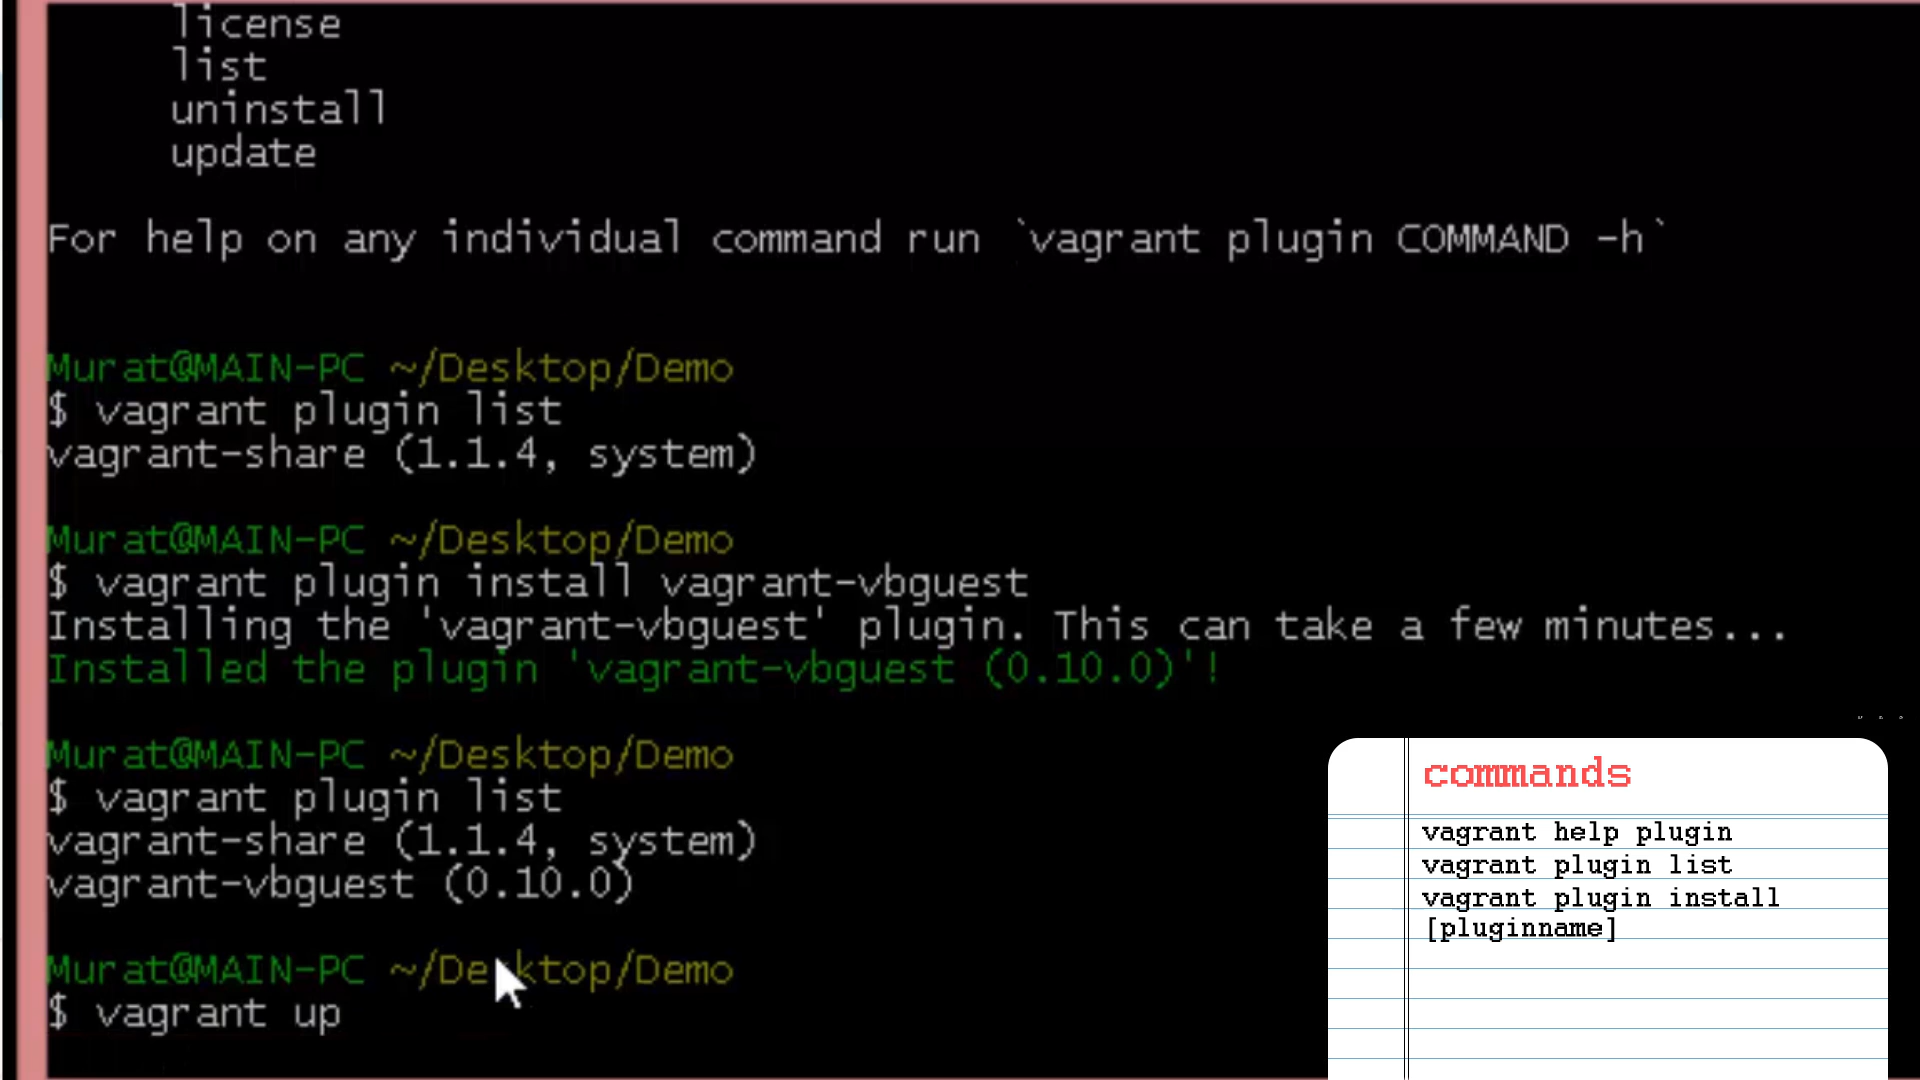 license
list
uninstall
update
For help on any individual command run `vagrant plugin COMMAND -h`
Murat@MAIN-PC ~/Desktop/Demo
$ vagrant plugin list
vagrant-share (1.1.4, system)
Murat@MAIN-PC ~/Desktop/Demo
$ vagrant plugin install vagrant-vbguest
Installing the 'vagrant-vbguest' plugin. This can take a few minutes...
Installed the plugin 'vagrant-vbguest (0.10.0)'!
Murat@MAIN-PC ~/Desktop/Demo
$ vagrant plugin list
vagrant-share (1.1.4, system)
vagrant-vbguest (0.10.0)
Murat@MAIN-PC ~/Desktop/Demo
$ vagrant up
commands
vagrant help plugin
vagrant plugin list
vagrant plugin install
[pluginname]